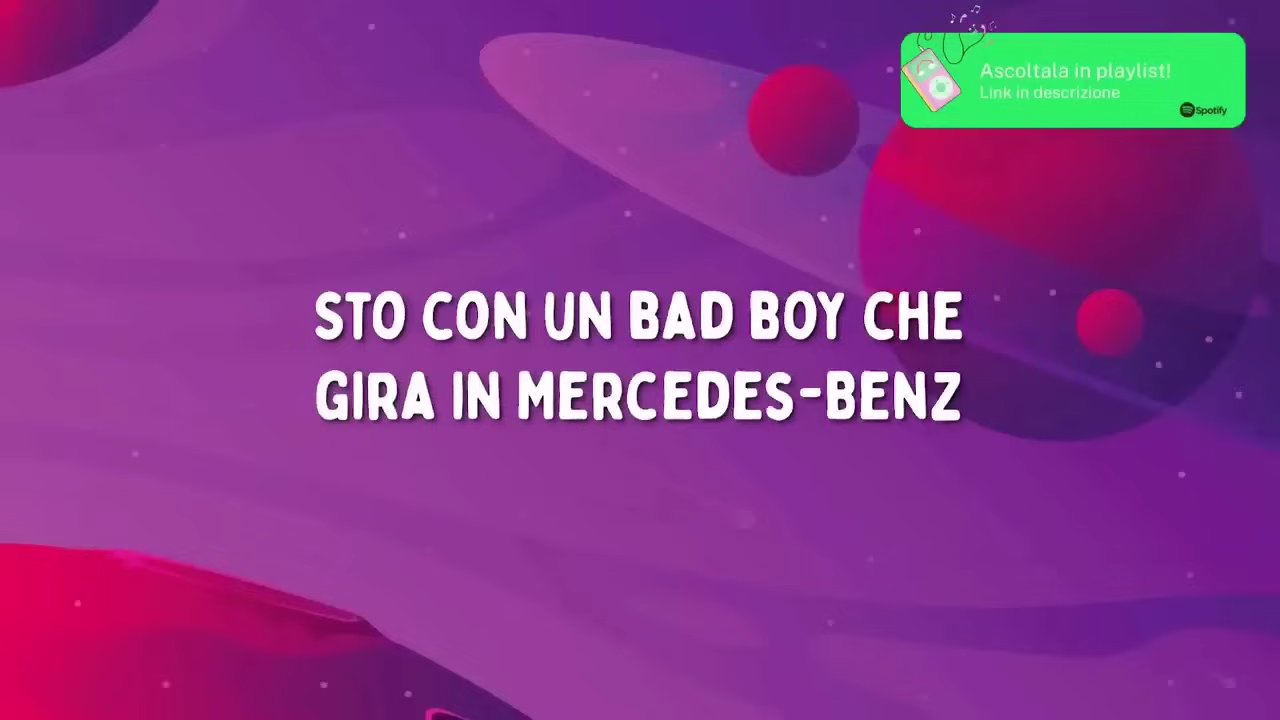 Ascoltala in playlist!
Link in descrizione
Spotify
STO CON UN BAD BOY CHE
GIRA IN MERCEDES-BENZ